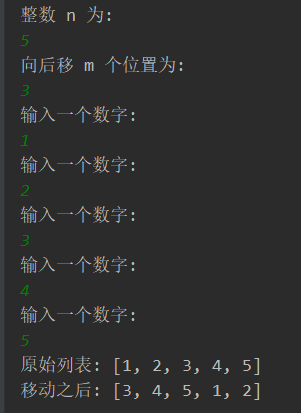 整数 n 为:
5
向后移 m 个位置为:
3
输入一个数字:
1
输入一个数字:
2
输入一个数字:
3
输入一个数字:
4
输入一个数字:
5
原始列表: [1, 2, 3, 4, 5]
移动之后: [3, 4, 5, 1, 2]